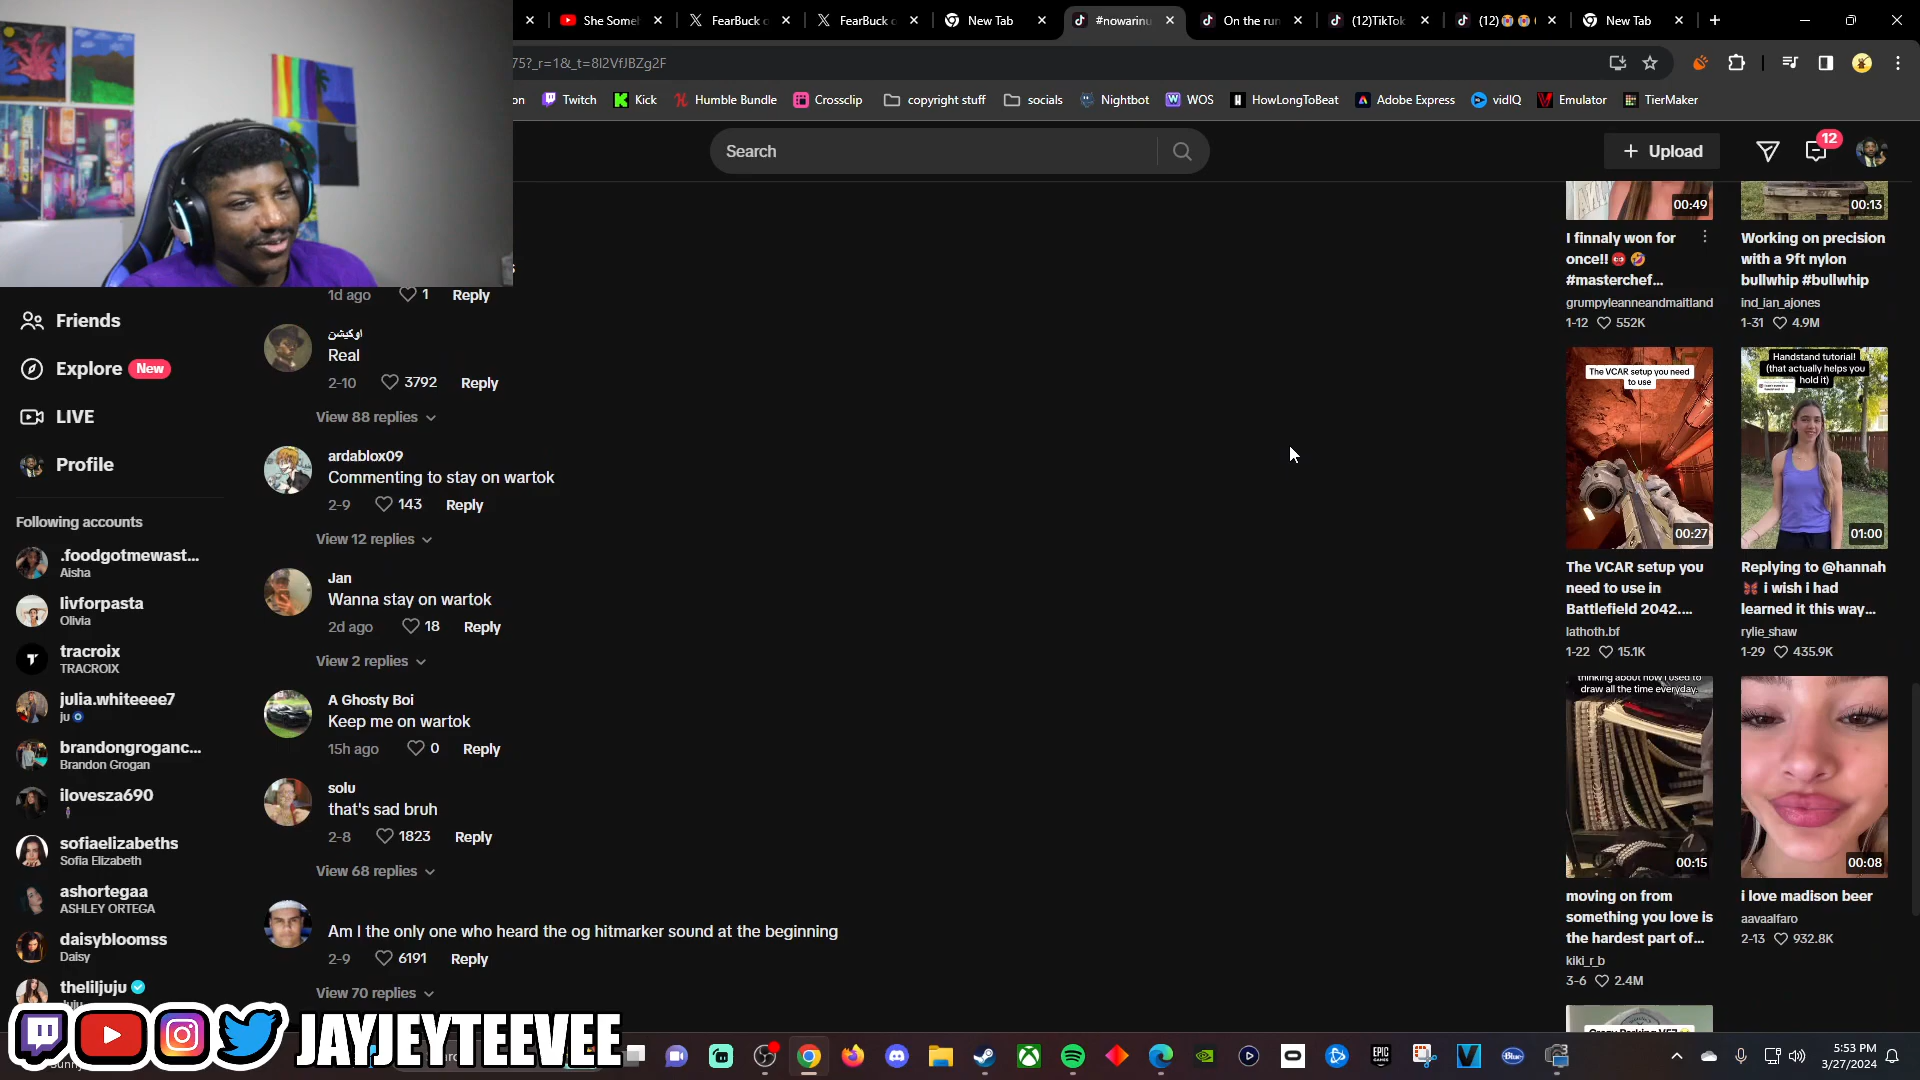 She Somel
FearBuck o
FearBuck o
New Tab
#nowarinu
On the run
(12)TikTok
(12)
New Tab
75?_r=1&_t=8l2VfJBZg2F
on
Twitch
Kick
Humble Bundle
Crossclip
copyright stuff
socials
Nightbot
WOS
HowLongToBeat
Adobe Express
vidIQ
Emulator
TierMaker
Search
Upload
12
Friends
Explore New
LIVE
Profile
Following accounts
.foodgotmewast...
Aisha
livforpasta
Olivia
tracroix
TRACROIX
julia.whiteeee7
ju
brandongroganc...
Brandon Grogan
ilovesza690
sofiaelizabeths
Sofia Elizabeth
ashortegaa
ASHLEY ORTEGA
daisybloomss
Daisy
theliljuju
s
1d ago 1 Reply
اوكيشن
Real
2-10 3792 Reply
View 88 replies
ardablox09
Commenting to stay on wartok
2-9 143 Reply
View 12 replies
Jan
Wanna stay on wartok
2d ago 18 Reply
View 2 replies
A Ghosty Boi
Keep me on wartok
15h ago 0 Reply
solu
that's sad bruh
2-8 1823 Reply
View 68 replies
Am I the only one who heard the og hitmarker sound at the beginning
2-9 6191 Reply
View 70 replies
00:49
I finnaly won for
once!!
#masterchef...
grumpyleanneandmaitland
1-12 552K
00:13
Working on precision
with a 9ft nylon
bullwhip #bullwhip
ind_ian_ajones
1-31 4.9M
The VCAR setup you need
to use
00:27
The VCAR setup you
need to use in
Battlefield 2042....
lathoth.bf
1-22 15.1K
Handstand tutorial!
(that actually helps you
hold it)
01:00
Replying to @hannah
i wish i had
learned it this way...
rylie_shaw
1-29 435.9K
thinking about how i used to
draw all the time everyday.
00:15
moving on from
something you love is
the hardest part of...
kiki_r_b
3-6 2.4M
00:08
i love madison beer
aavaalfaro
2-13 932.8K
JAYJEYTEEVEE
EPIC
GAMES
Blue
5:53 PM
3/27/2024